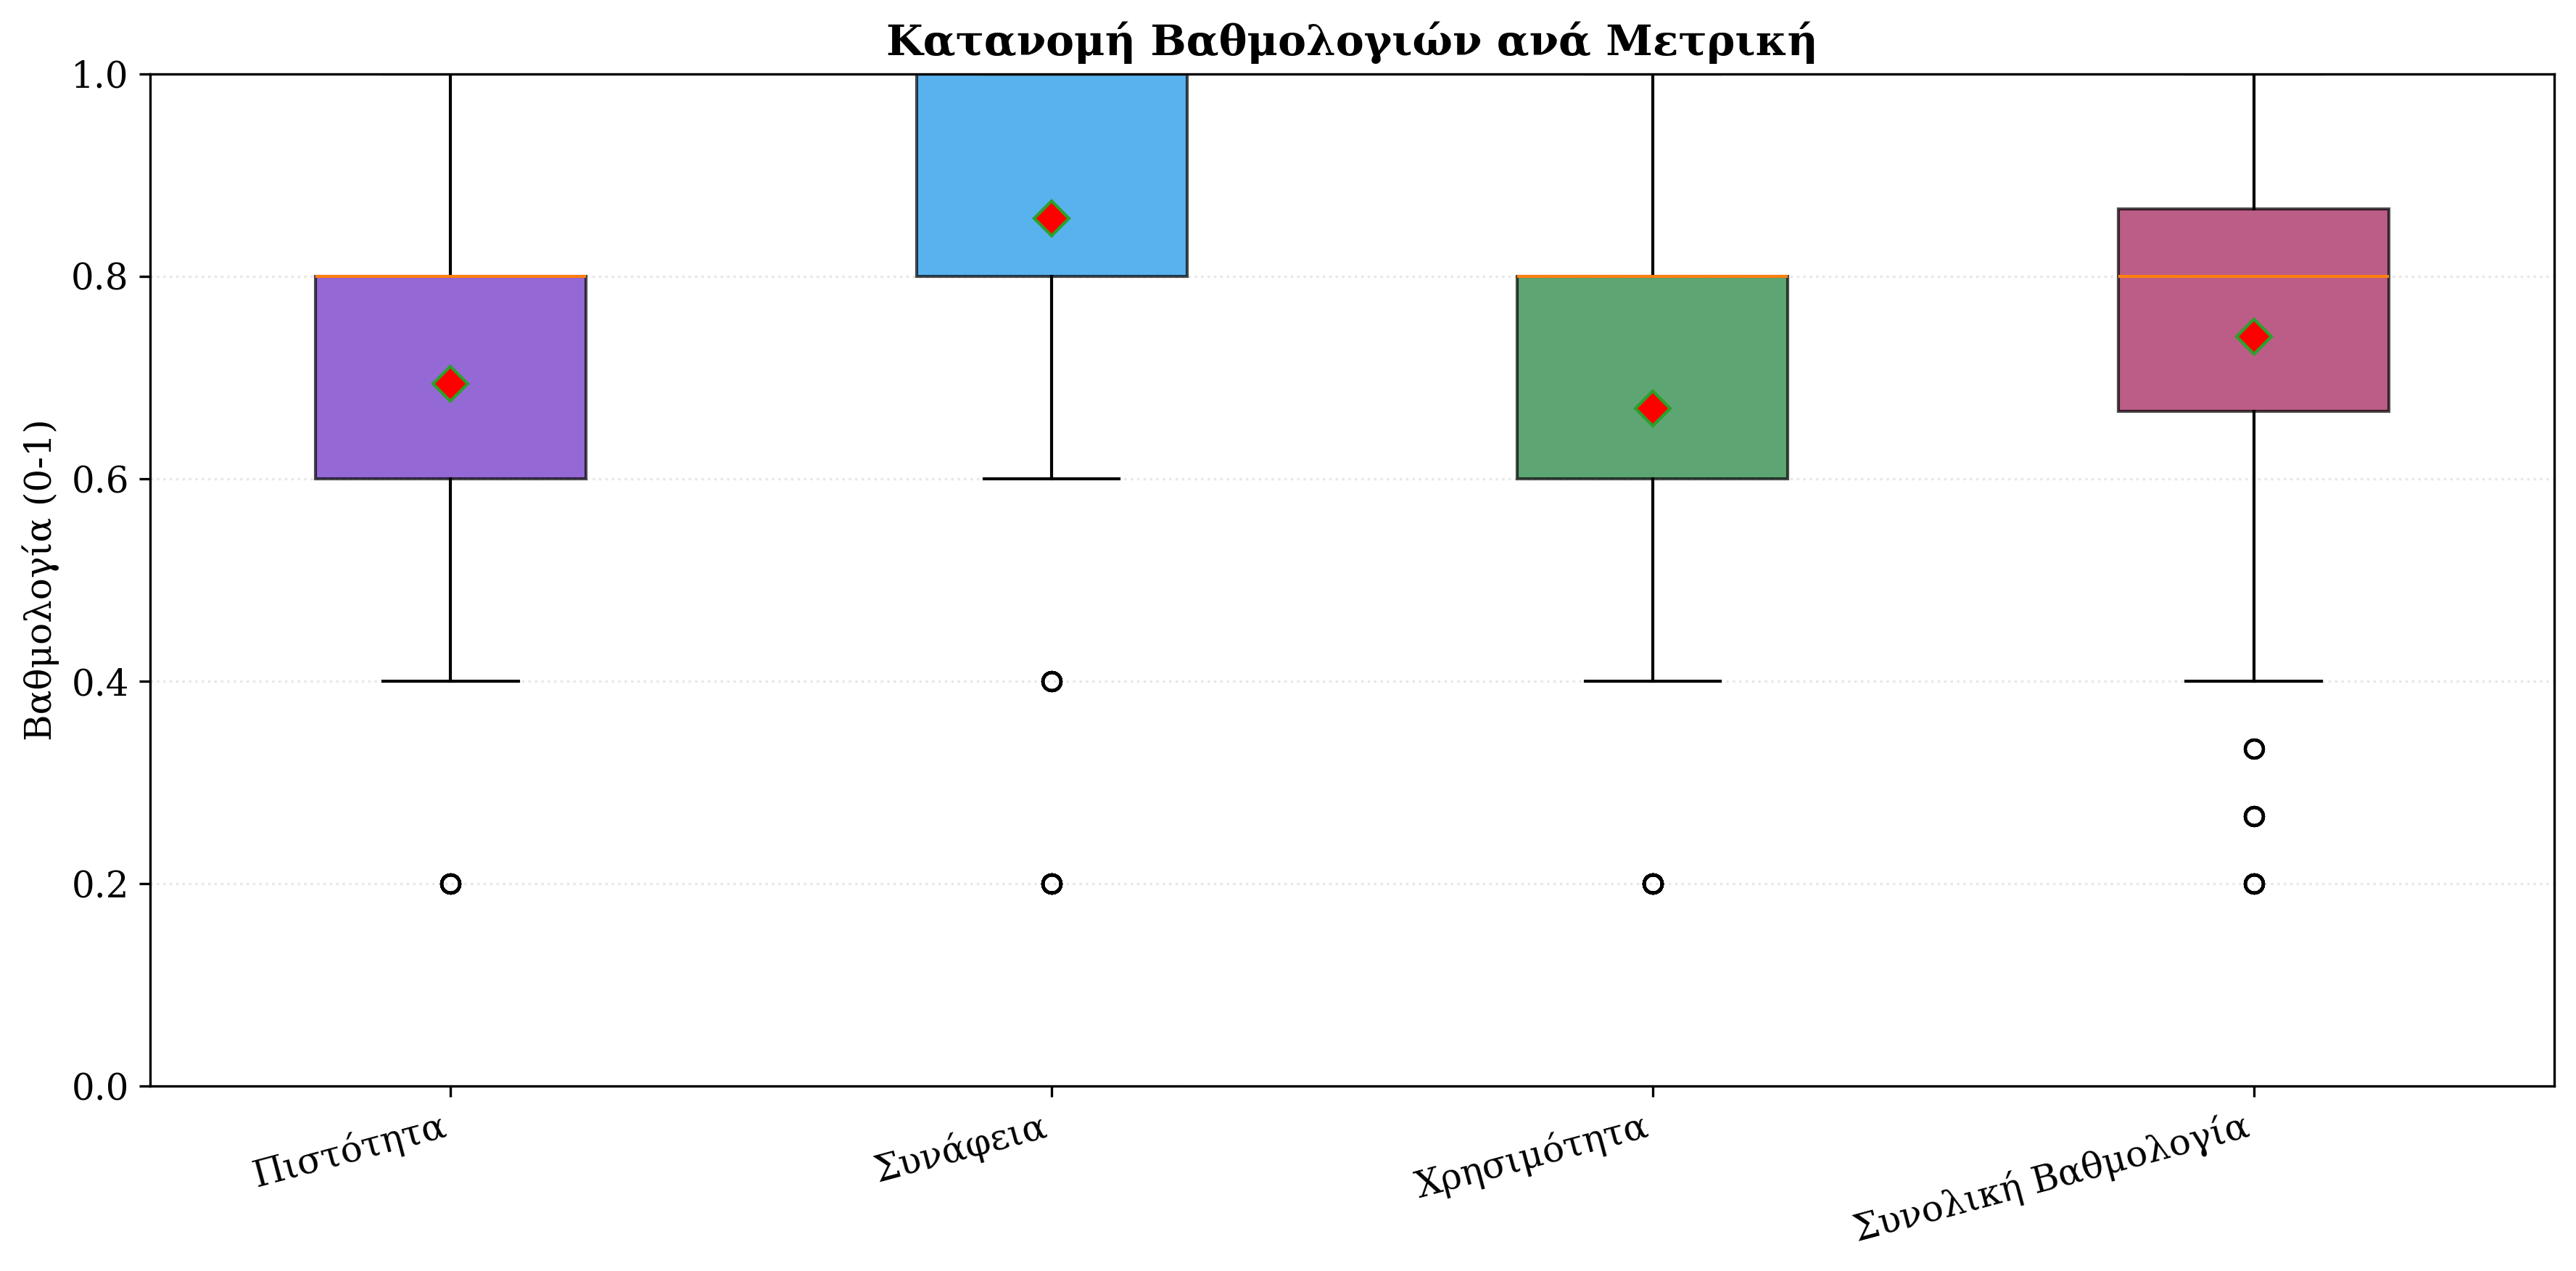 Κατανομή Βαθμολογιών ανά Μετρική
Βαθμολογία (0-1)
1.0
0.8
0.6
0.4
0.2
0.0
Πιστότητα
Συνάφεια
Χρησιμότητα
Συνολική Βαθμολογία